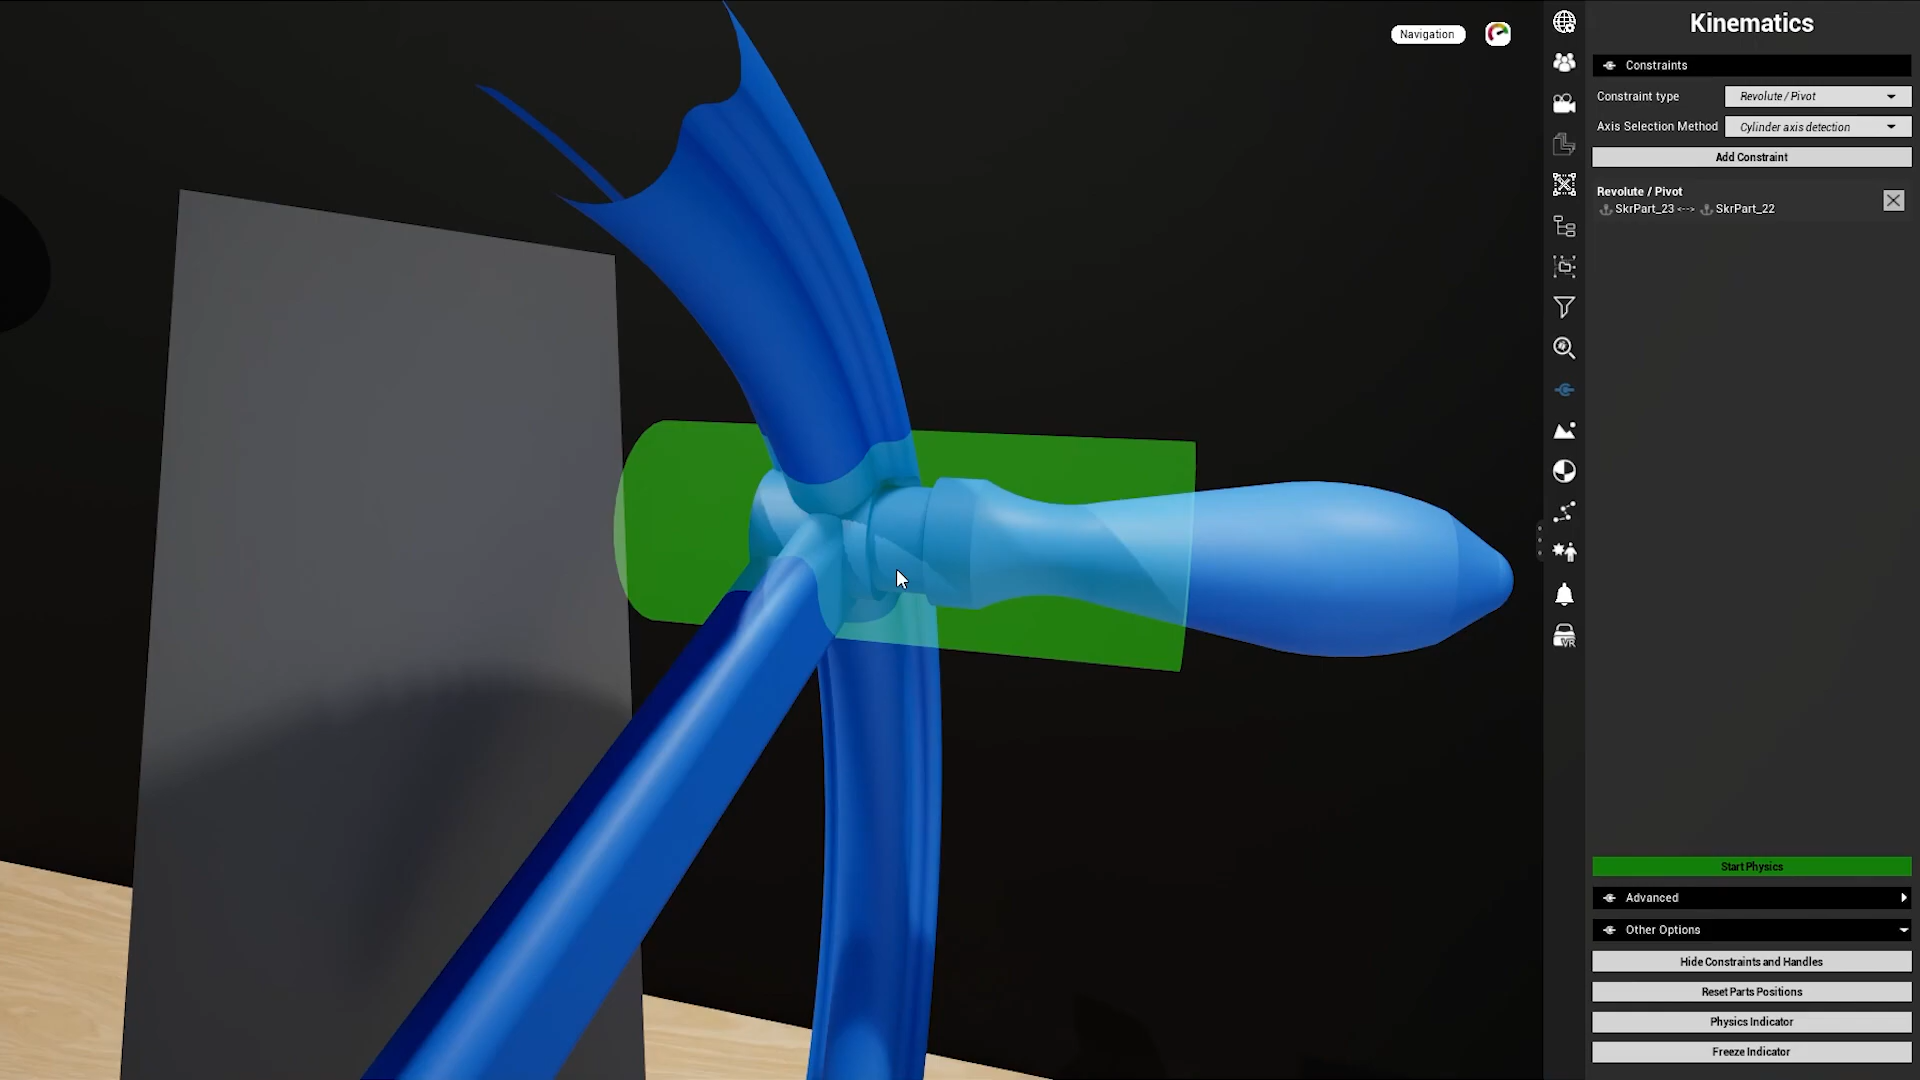 Navigation
Kinematics
Constraints
Constraint type
Revolute / Pivot
Axis Selection Method
Cylinder axis detection
Add Constraint
Revolute / Pivot
SkrPart_23 <--> SkrPart_22
Start Physics
Advanced
Other Options
Hide Constraints and Handles
Reset Parts Positions
Physics Indicator
Freeze Indicator
VR